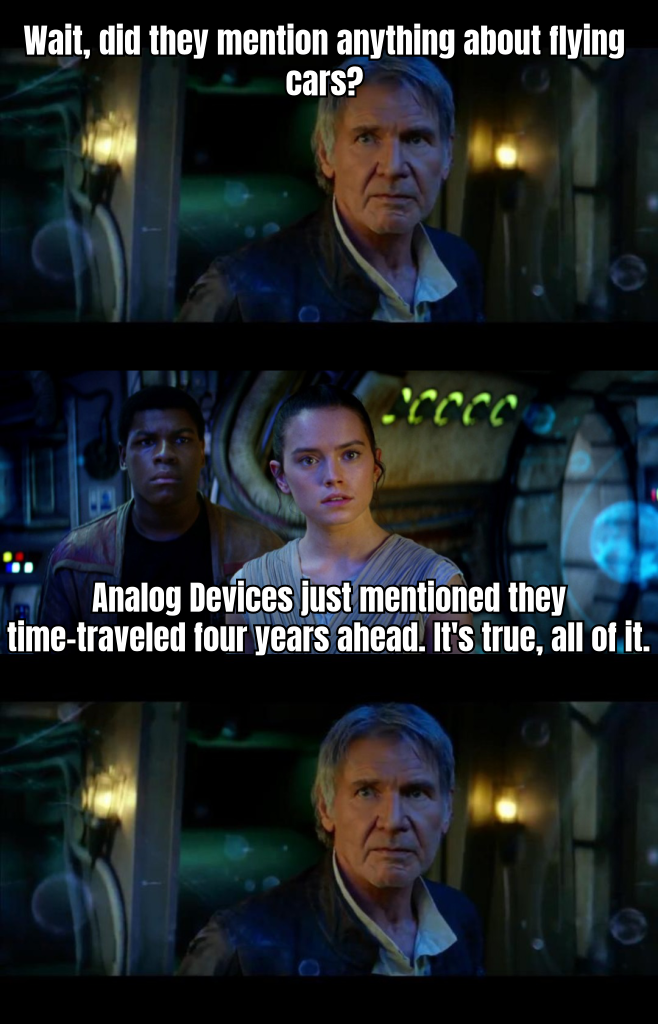 Wait, did they mention anything about flying
cars?
Analog Devices just mentioned they
time-traveled four years ahead. It's true, all of it.